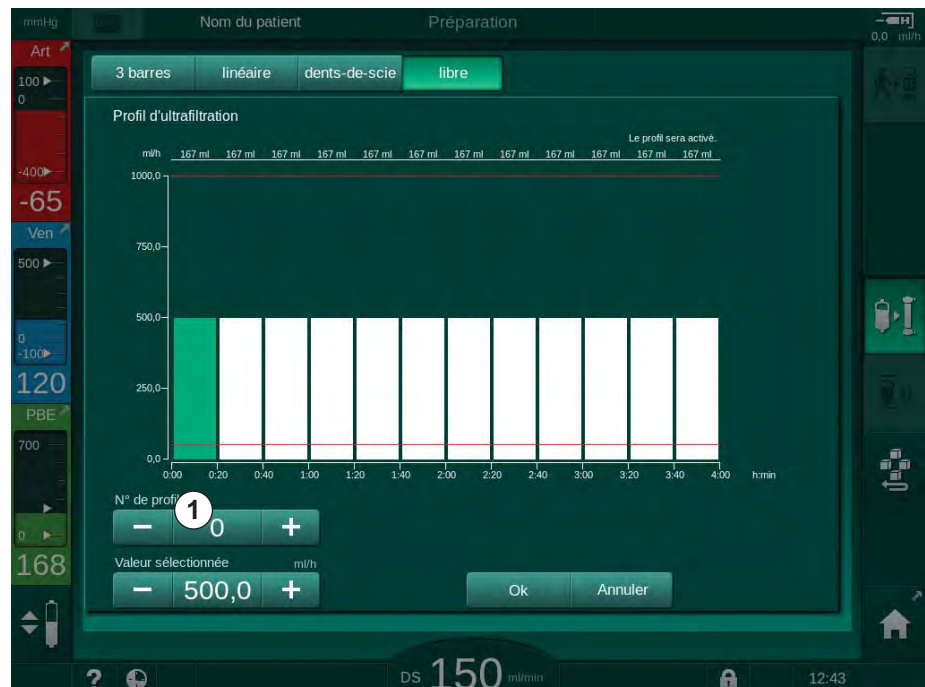 mmHg Nom du patient Préparation
0,0 ml/h
Art
100
0
-400
-65
Ven
500
0
-100
120
PBE
700
0
168
3 barres linéaire dents-de-scie libre
Profil d'ultrafiltration
Le profil sera activé.
ml/h 167 ml 167 ml 167 ml 167 ml 167 ml 167 ml 167 ml 167 ml 167 ml 167 ml 167 ml 167 ml
1000,0
750,0
500,0
250,0
0,0
0:00 0:20 0:40 1:00 1:20 1:40 2:00 2:20 2:40 3:00 3:20 3:40 4:00 h:min
N° de profil
1
− 0 +
Valeur sélectionnée ml/h
− 500,0 +
Ok Annuler
? DS 150 ml/min 12:43